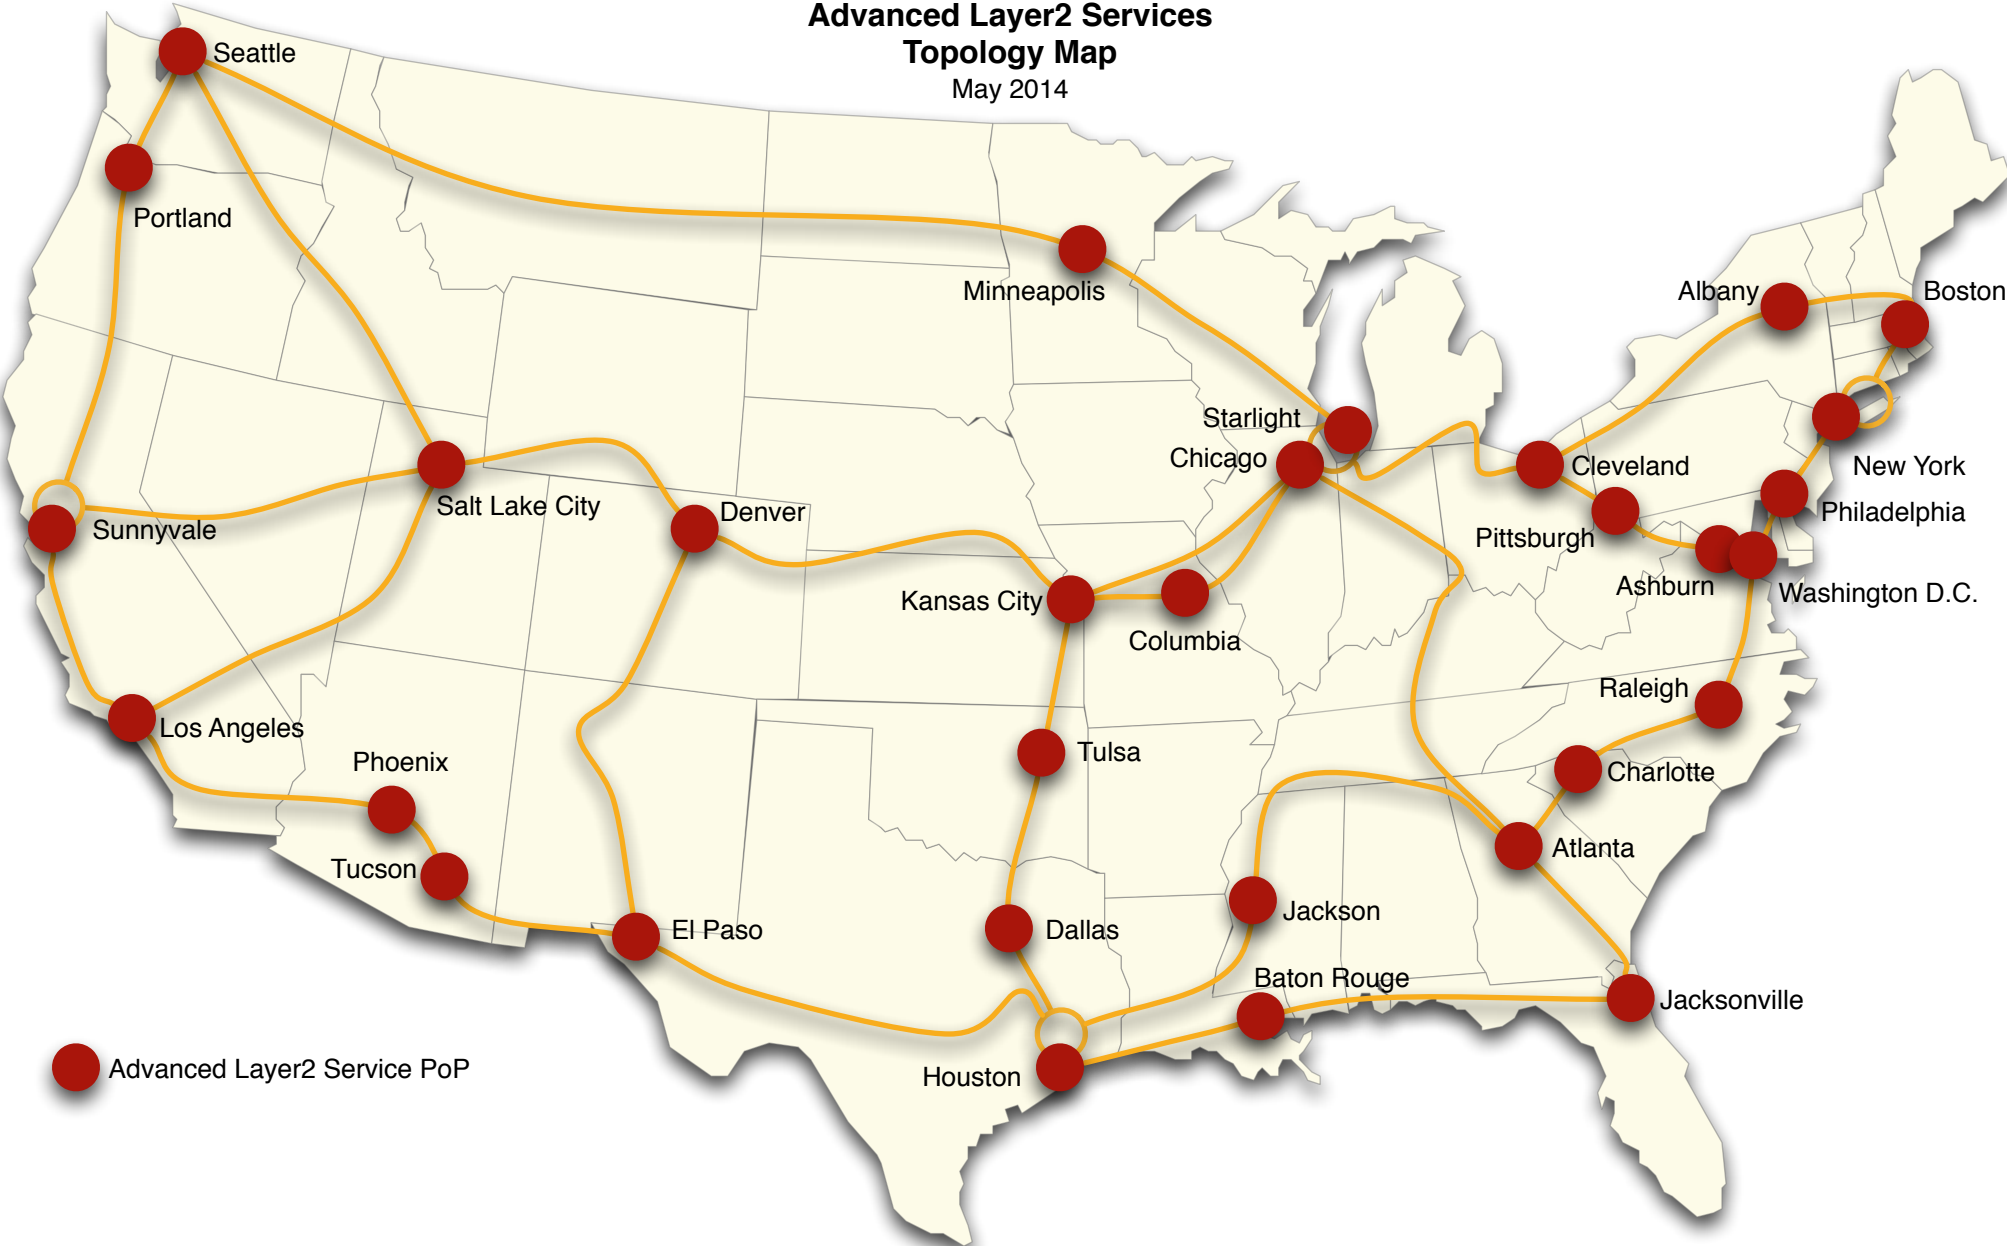 Advanced Layer2 Services
Topology Map
May 2014
Seattle
Portland
Minneapolis
Albany
Boston
Starlight
Chicago
Cleveland
New York
Salt Lake City
Denver
Philadelphia
Sunnyvale
Pittsburgh
Ashburn
Washington D.C.
Kansas City
Columbia
Raleigh
Los Angeles
Phoenix
Tulsa
Charlotte
Atlanta
Tucson
Jackson
El Paso
Dallas
Baton Rouge
Jacksonville
Houston
Advanced Layer2 Service PoP